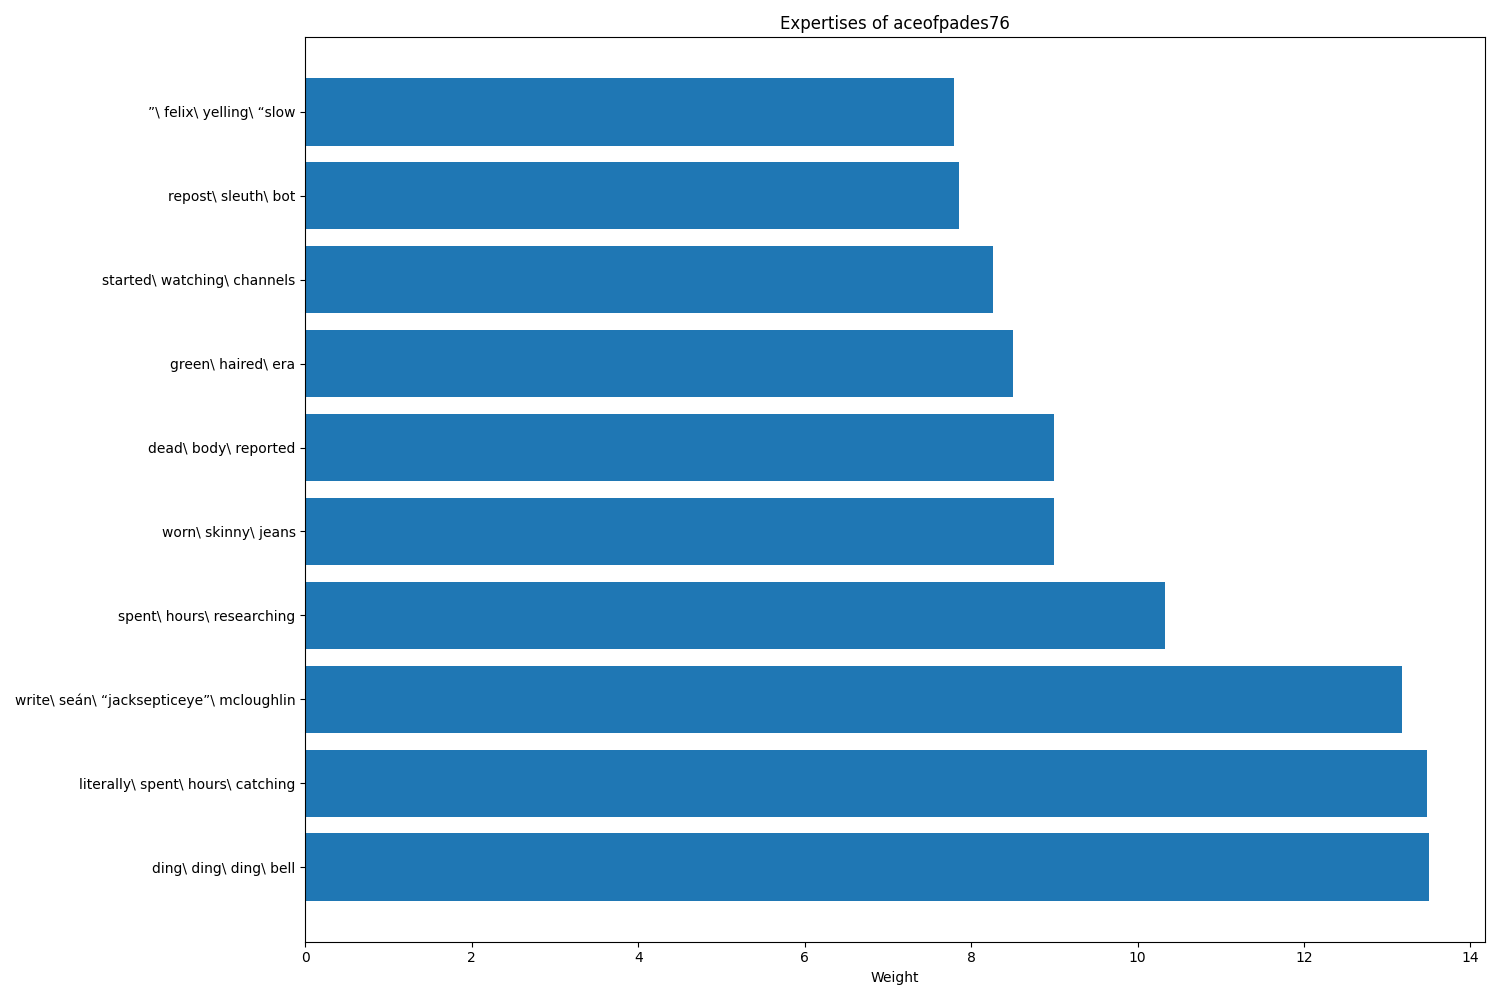 Expertises of aceofpades76
”\ felix\ yelling\ “slow
repost\ sleuth\ bot
started\ watching\ channels
green\ haired\ era
dead\ body\ reported
worn\ skinny\ jeans
spent\ hours\ researching
write\ seán\ “jacksepticeye”\ mcloughlin
literally\ spent\ hours\ catching
ding\ ding\ ding\ bell
0 2 4 6 8 10 12 14
Weight